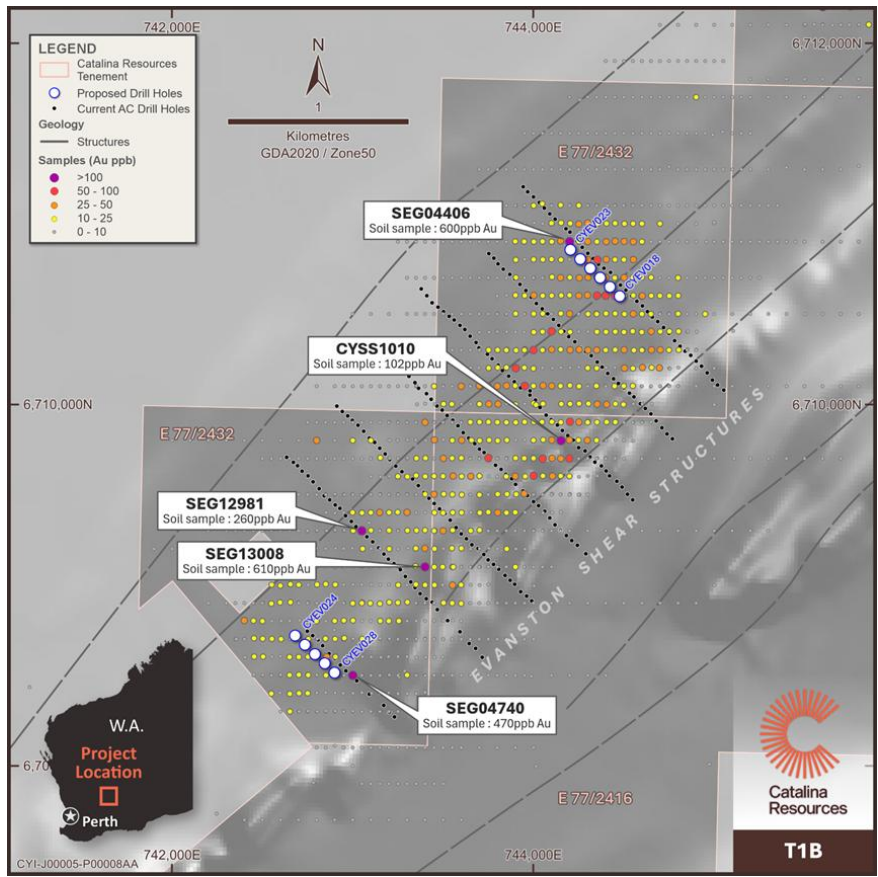 742,000E
744,000E
6,712,000N
LEGEND
Catalina Resources
Tenement
Proposed Drill Holes
Current AC Drill Holes
Geology
Structures
Samples (Au ppb)
>100
50 - 100
25 - 50
10 - 25
0 - 10
N
1
Kilometres
GDA2020 / Zone50
E 77/2432
SEG04406
Soil sample : 600ppb Au
CYEV023
CYEV018
CYSS1010
Soil sample : 102ppb Au
6,710,000N
6,710,000N
E 77/2432
SEG12981
Soil sample : 260ppb Au
SEG13008
Soil sample : 610ppb Au
EVANSTON SHEAR STRUCTURES
CYEV024
CYEV028
SEG04740
Soil sample : 470ppb Au
W.A.
Project
Location
Perth
6,70
E 77/2416
Catalina
Resources
T1B
742,000E
744,000E
CYI-J00005-P00008AA